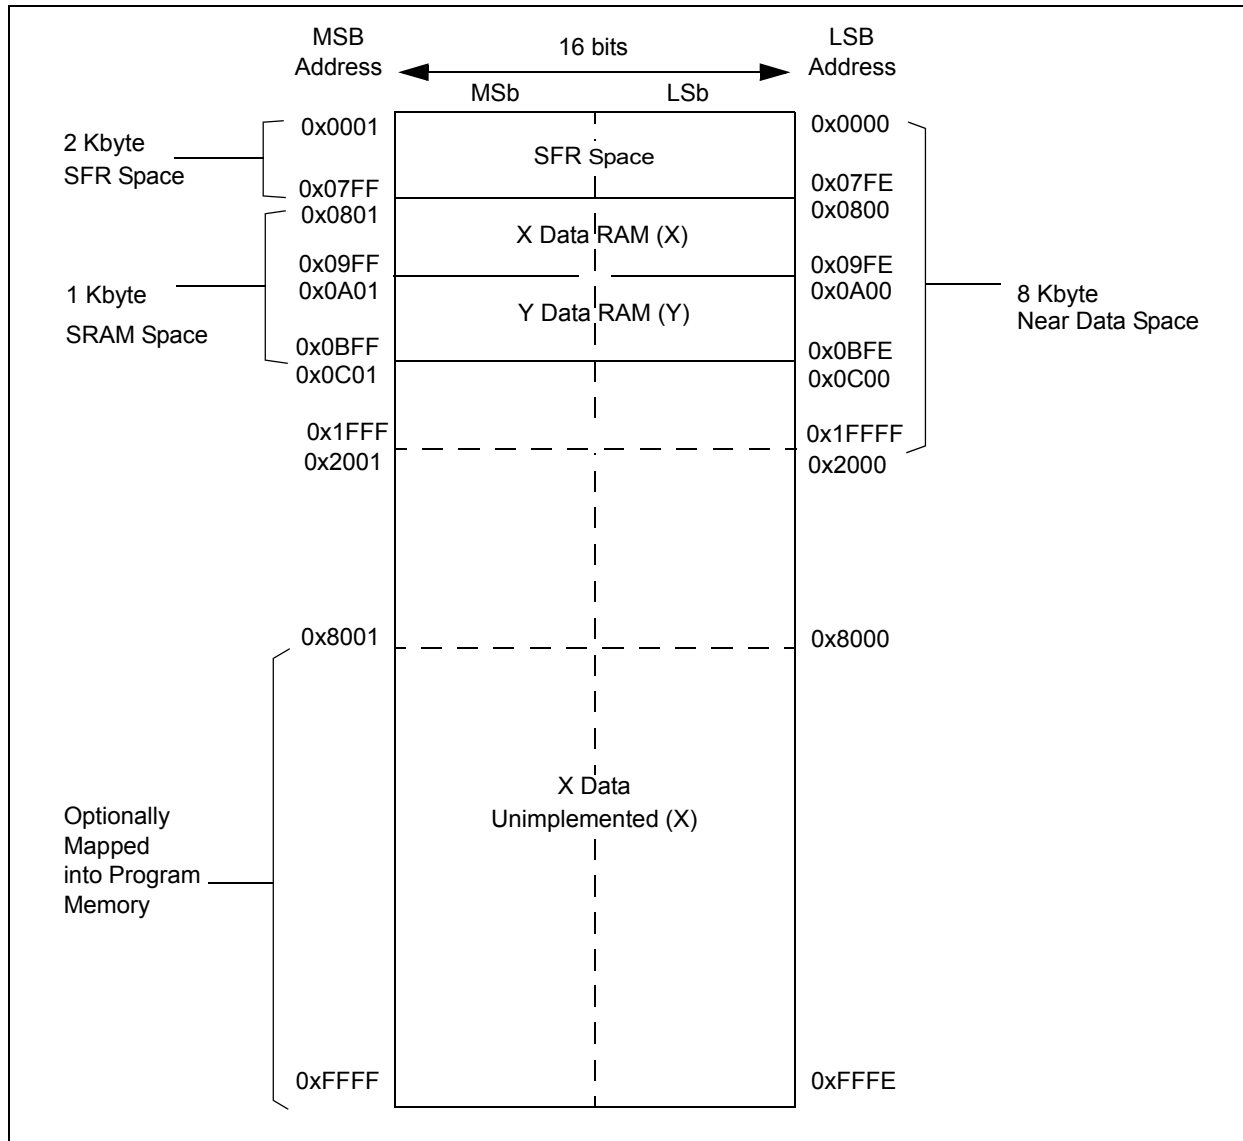 MSB
Address
16 bits
LSB
Address
MSb
LSb
2 Kbyte
SFR Space
0x0001
0x07FF
SFR Space
0x0000
0x07FE
1 Kbyte
SRAM Space
0x0801
0x09FF
X Data RAM (X)
0x0800
0x09FE
0x0A01
0x0BFF
Y Data RAM (Y)
0x0A00
0x0BFE
8 Kbyte
Near Data Space
0x0C01
0x0C00
0x1FFF
0x1FFFF
0x2001
0x2000
0x8001
0x8000
Optionally
Mapped
into Program
Memory
X Data
Unimplemented (X)
0xFFFF
0xFFFE